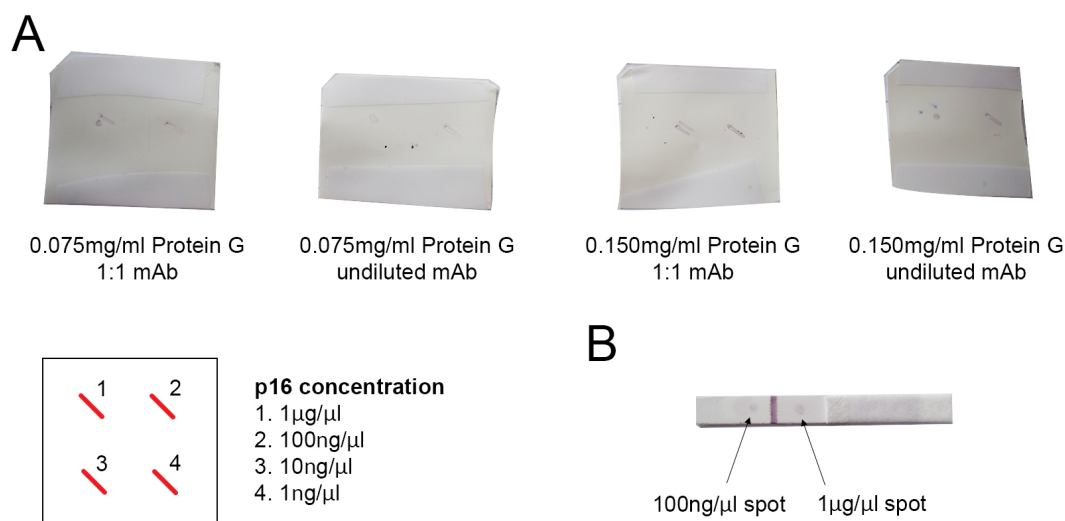 A
0.075mg/ml Protein G
1:1 mAb
0.075mg/ml Protein G
undiluted mAb
0.150mg/ml Protein G
1:1 mAb
0.150mg/ml Protein G
undiluted mAb
1
2
3
4
p16 concentration
1. 1µg/µl
2. 100ng/µl
3. 10ng/µl
4. 1ng/µl
B
100ng/µl spot
1µg/µl spot